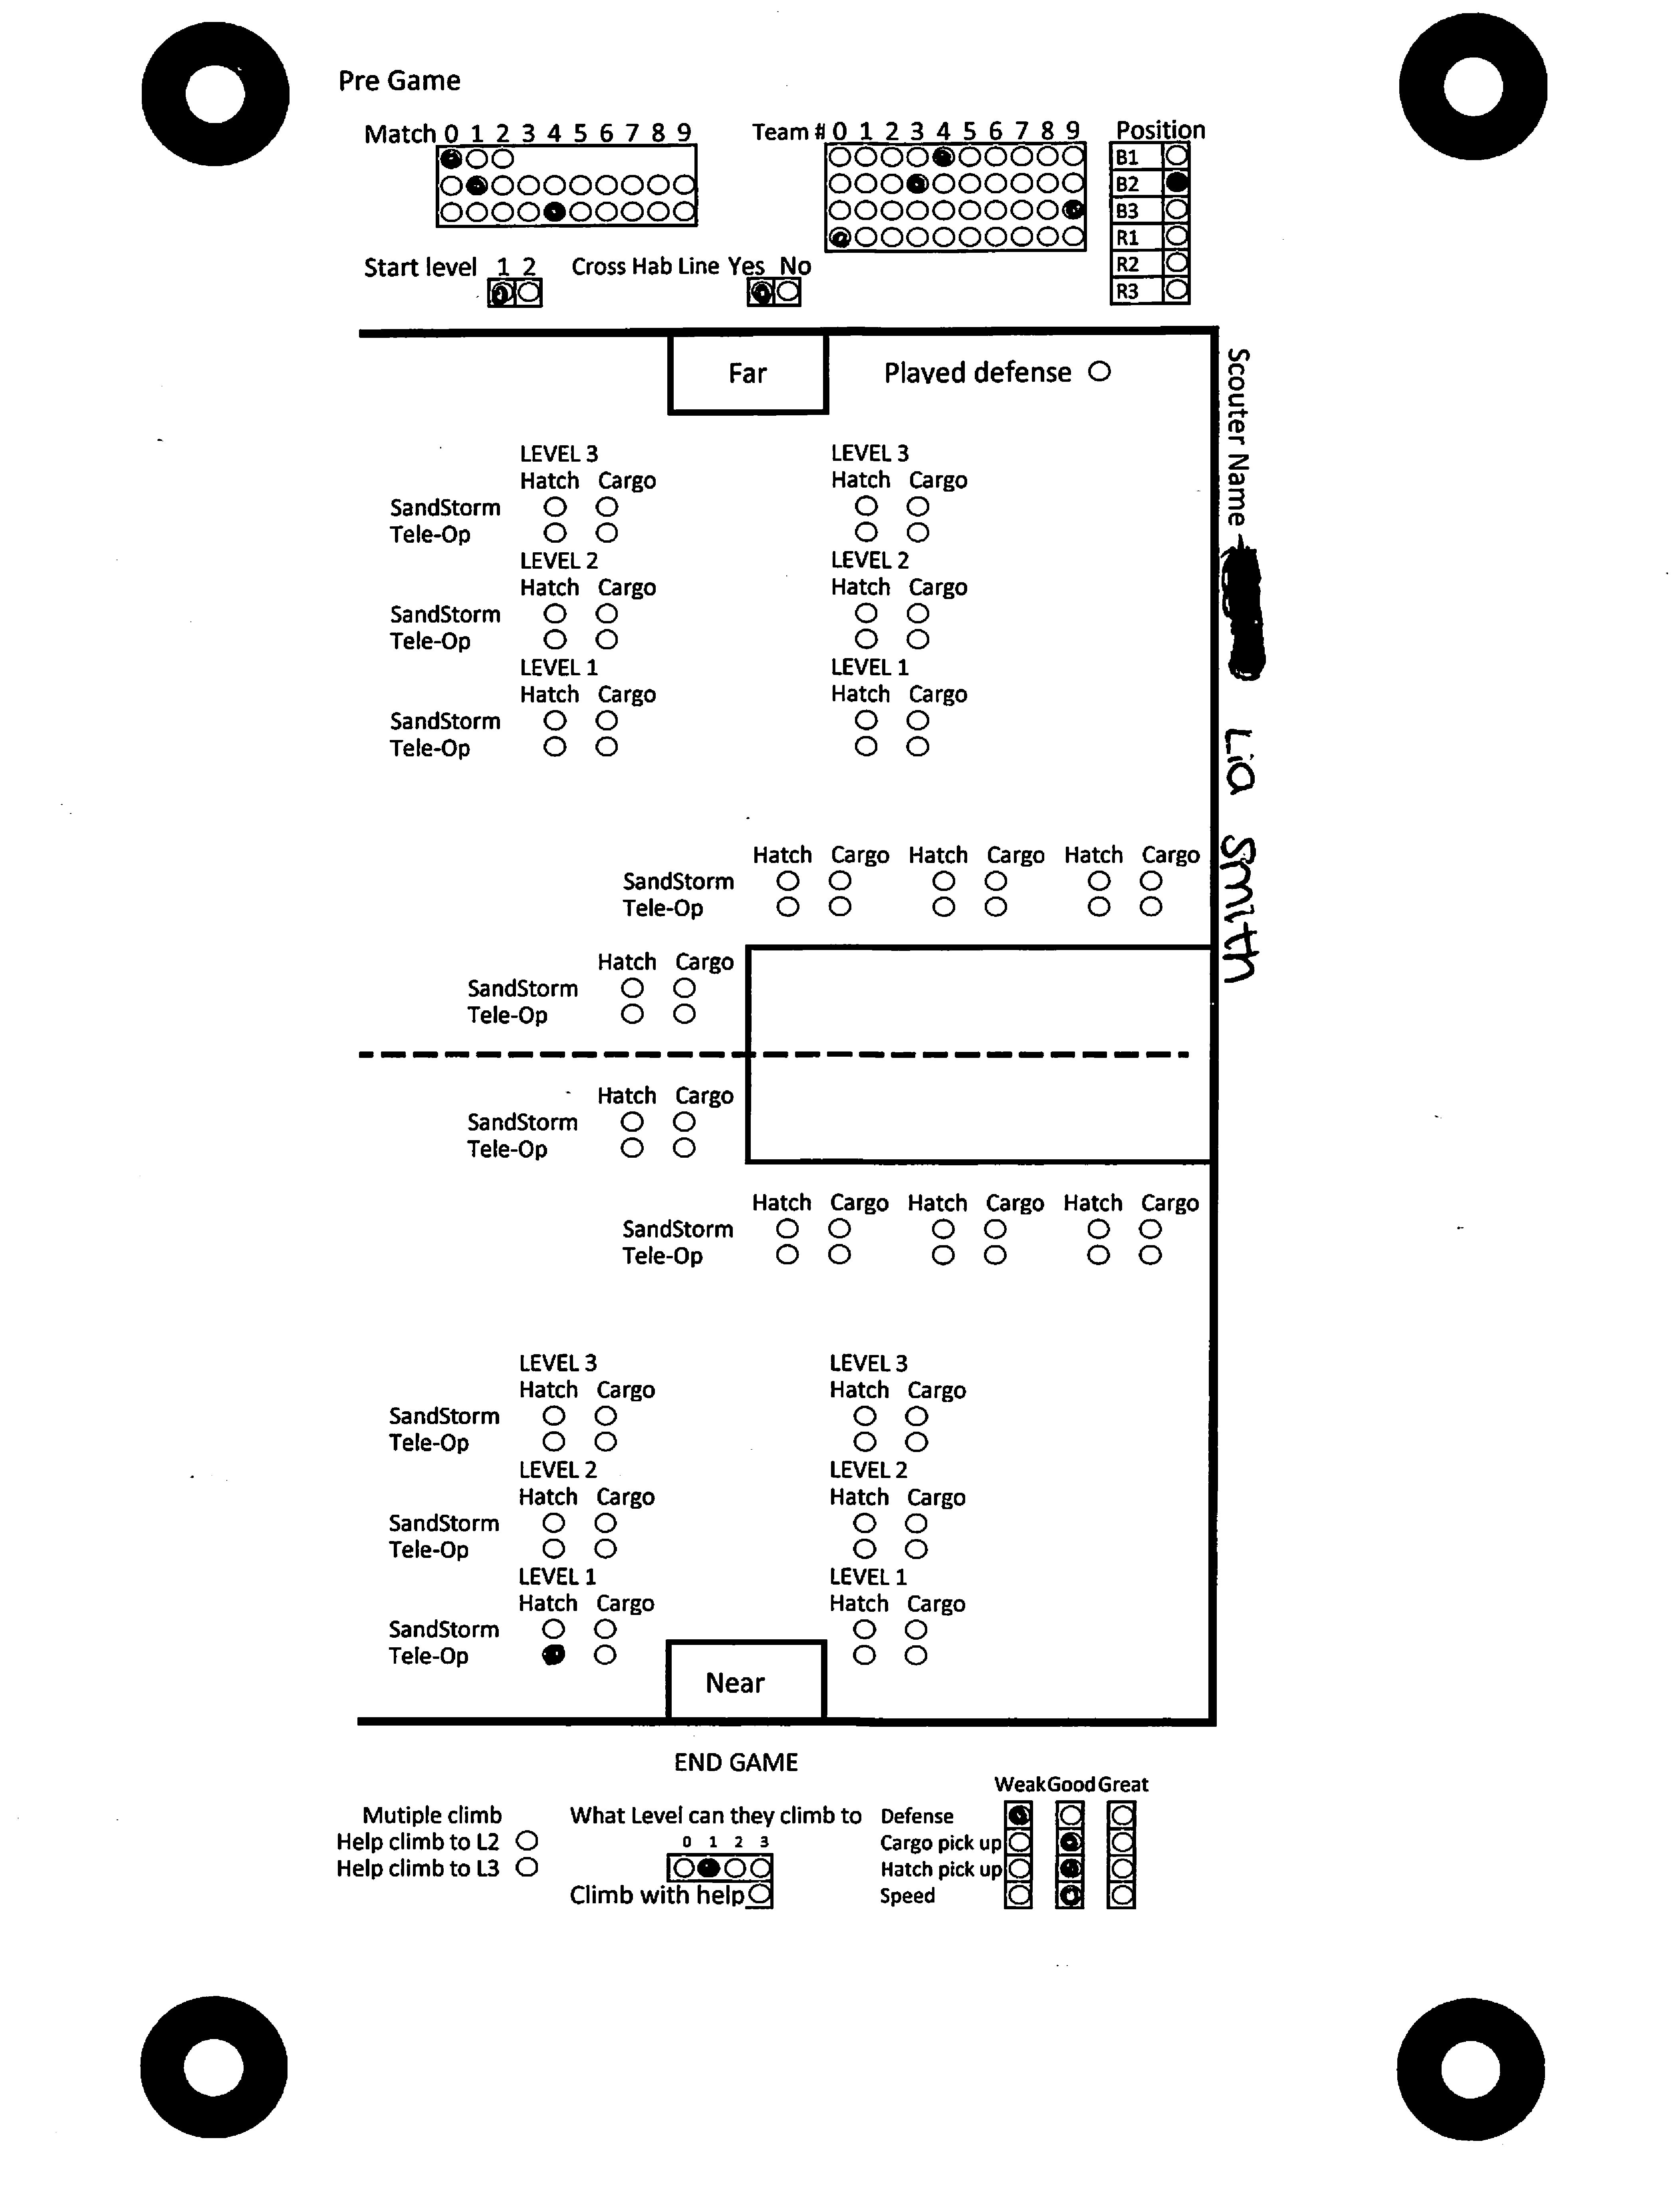 Pre Game
Match 0 1 2 3 4 5 6 7 8 9
Team # 0 1 2 3 4 5 6 7 8 9
Position
B1
B2
B3
R1
R2
R3
Start level 1 2
Cross Hab Line Yes No
Far
Played defense
Scouter Name
Lia Smith
LEVEL 3 LEVEL 3
Hatch Cargo Hatch Cargo
SandStorm
Tele-Op
LEVEL 2 LEVEL 2
Hatch Cargo Hatch Cargo
SandStorm
Tele-Op
LEVEL 1 LEVEL 1
Hatch Cargo Hatch Cargo
SandStorm
Tele-Op
Hatch Cargo Hatch Cargo Hatch Cargo
SandStorm
Tele-Op
Hatch Cargo
SandStorm
Tele-Op
Hatch Cargo
SandStorm
Tele-Op
Hatch Cargo Hatch Cargo Hatch Cargo
SandStorm
Tele-Op
LEVEL 3 LEVEL 3
Hatch Cargo Hatch Cargo
SandStorm
Tele-Op
LEVEL 2 LEVEL 2
Hatch Cargo Hatch Cargo
SandStorm
Tele-Op
LEVEL 1 LEVEL 1
Hatch Cargo Hatch Cargo
SandStorm
Tele-Op
Near
END GAME
Mutiple climb
Help climb to L2
Help climb to L3
What Level can they climb to
0 1 2 3
Climb with help
Weak Good Great
Defense
Cargo pick up
Hatch pick up
Speed